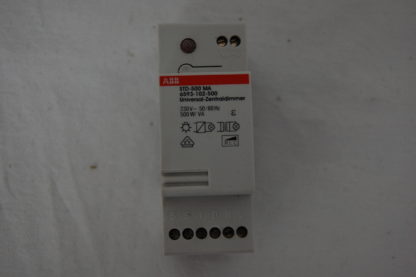 ABB
STD-500 MA
6593-102-500
Universal-Zentraldimmer
230V~ 50/60Hz
500 W/VA